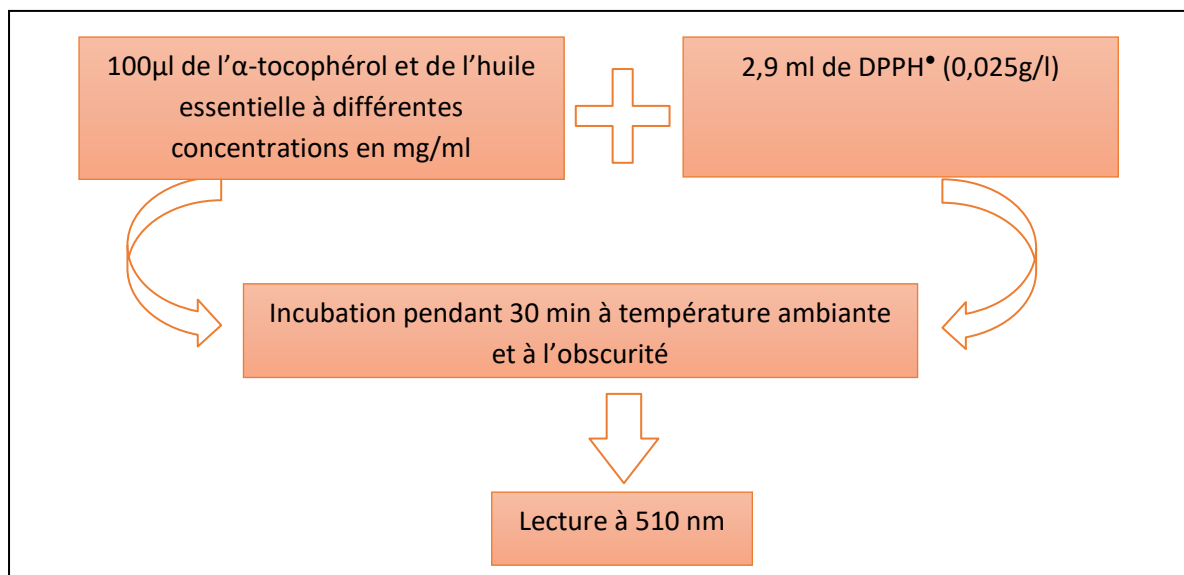 100µl de l’α-tocophérol et de l’huile
essentielle à différentes
concentrations en mg/ml
2,9 ml de DPPH• (0,025g/l)
Incubation pendant 30 min à température ambiante
et à l’obscurité
Lecture à 510 nm